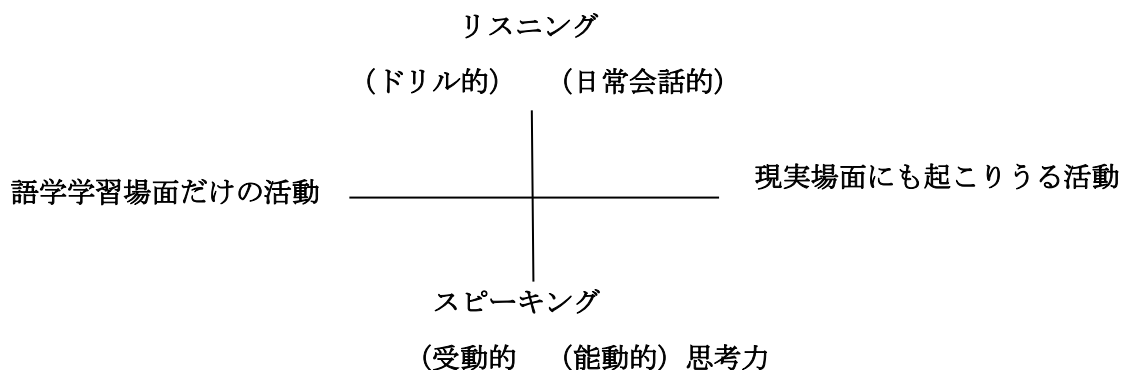 リスニング
（ドリル的） （日常会話的）
語学学習場面だけの活動
現実場面にも起こりうる活動
スピーキング
（受動的 （能動的）思考力